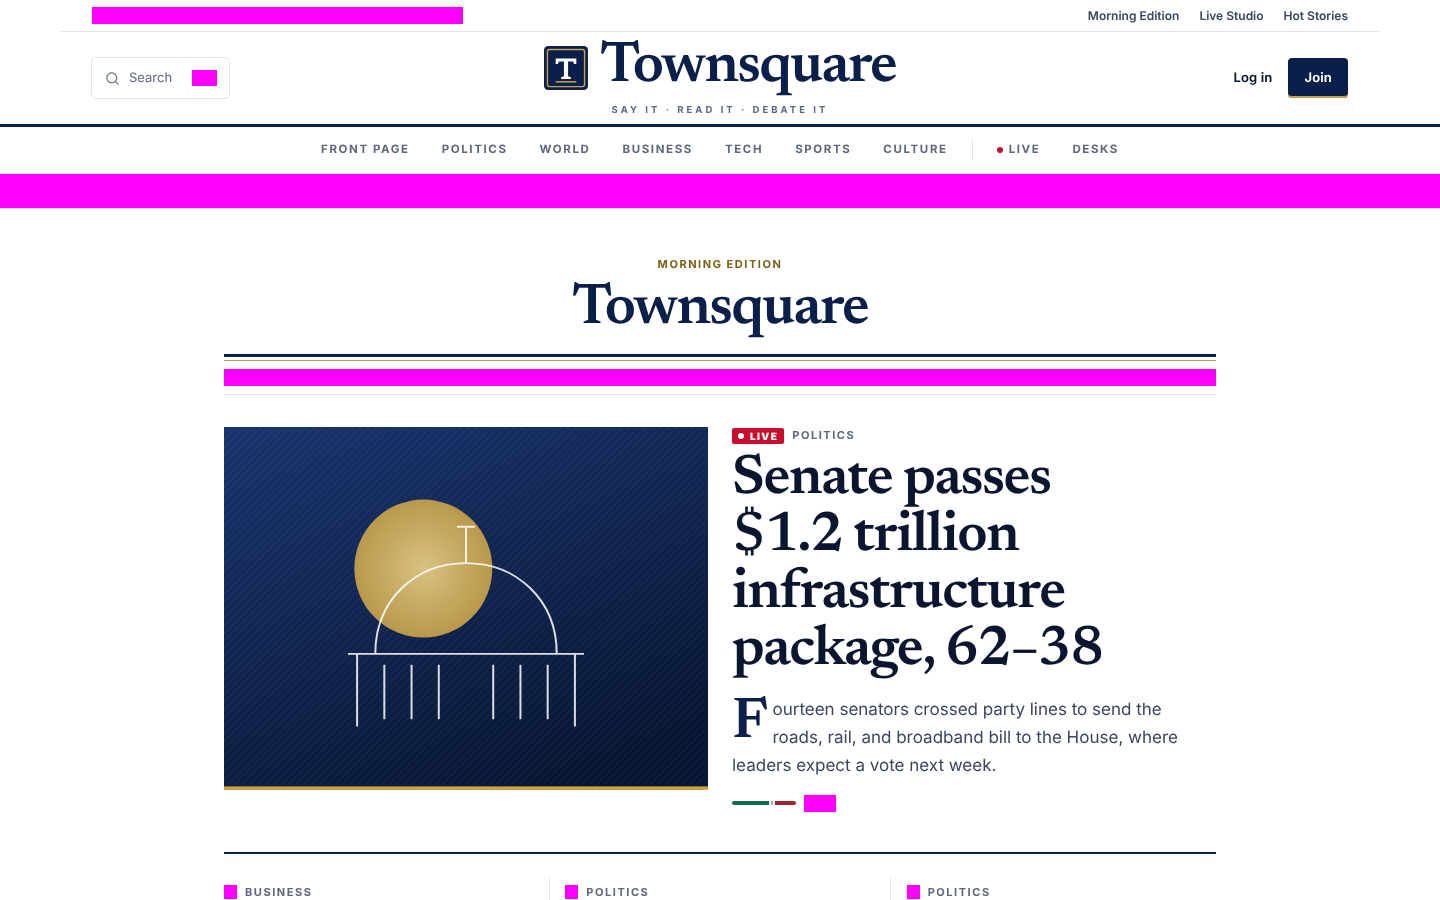 Morning Edition Live Studio Hot Stories
Search
T Townsquare
SAY IT · READ IT · DEBATE IT
Log in Join
FRONT PAGE POLITICS WORLD BUSINESS TECH SPORTS CULTURE LIVE DESKS
MORNING EDITION
Townsquare
LIVE POLITICS
Senate passes
$1.2 trillion
infrastructure
package, 62–38
Fourteen senators crossed party lines to send the
roads, rail, and broadband bill to the House, where
leaders expect a vote next week.
BUSINESS POLITICS POLITICS